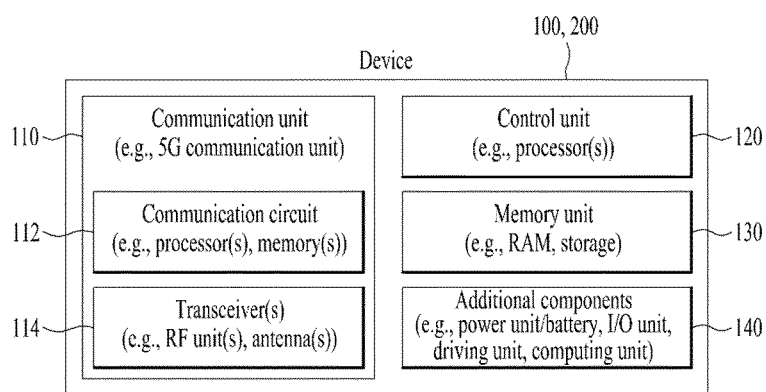 100, 200
Device
110
Communication unit
(e.g., 5G communication unit)
Control unit
(e.g., processor(s))
120
112
Communication circuit
(e.g., processor(s), memory(s))
Memory unit
(e.g., RAM, storage)
130
114
Transceiver(s)
(e.g., RF unit(s), antenna(s))
Additional components
(e.g., power unit/battery, I/O unit,
driving unit, computing unit)
140